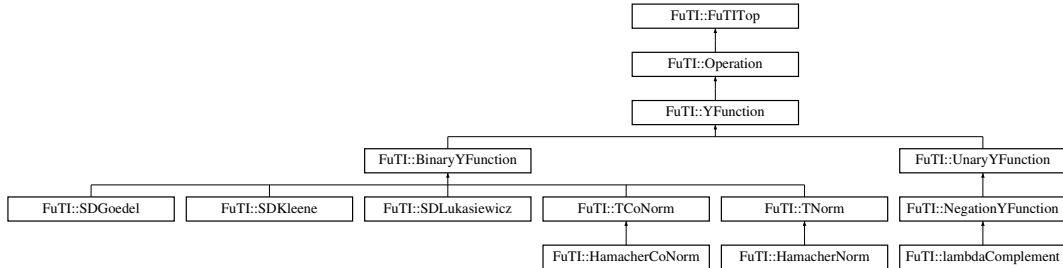 FuTI::FuTITop
FuTI::Operation
FuTI::YFunction
FuTI::BinaryYFunction
FuTI::UnaryYFunction
FuTI::SDGoedel
FuTI::SDKleene
FuTI::SDLukasiewicz
FuTI::TCoNorm
FuTI::TNorm
FuTI::NegationYFunction
FuTI::HamacherCoNorm
FuTI::HamacherNorm
FuTI::lambdaComplement